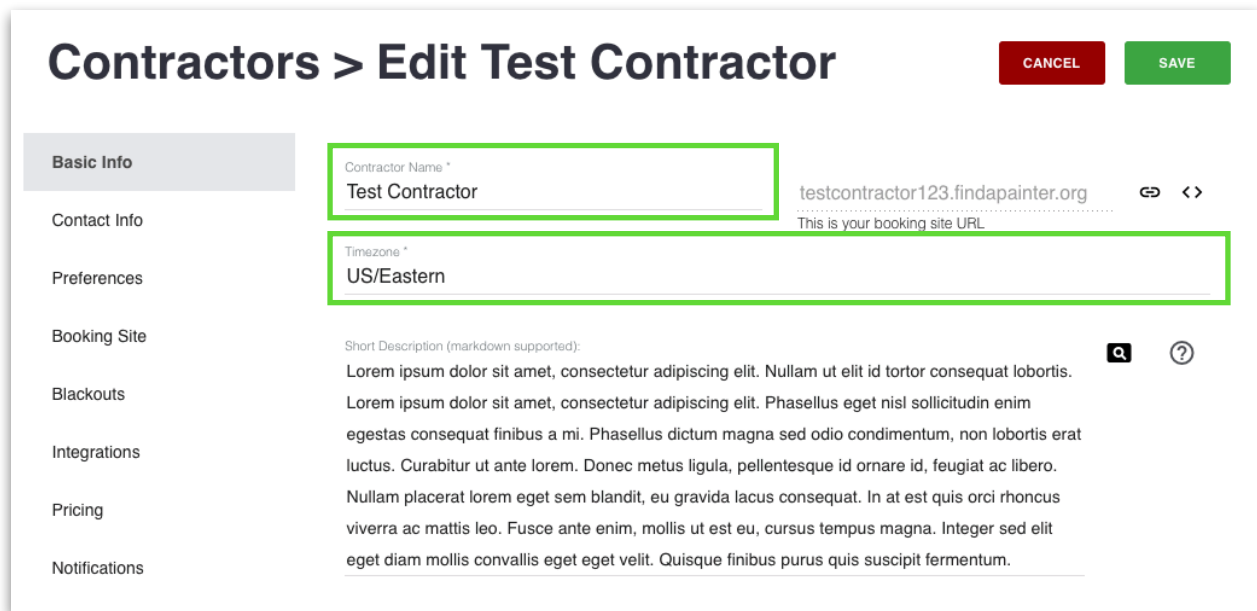 Contractors > Edit Test Contractor
CANCEL
SAVE
Basic Info
Contact Info
Preferences
Booking Site
Blackouts
Integrations
Pricing
Notifications
Contractor Name *
Test Contractor
testcontractor123.findapainter.org
This is your booking site URL
Timezone *
US/Eastern
Short Description (markdown supported):
Lorem ipsum dolor sit amet, consectetur adipiscing elit. Nullam ut elit id tortor consequat lobortis.
Lorem ipsum dolor sit amet, consectetur adipiscing elit. Phasellus eget nisl sollicitudin enim
egestas consequat finibus a mi. Phasellus dictum magna sed odio condimentum, non lobortis erat
luctus. Curabitur ut ante lorem. Donec metus ligula, pellentesque id ornare id, feugiat ac libero.
Nullam placerat lorem eget sem blandit, eu gravida lacus consequat. In at est quis orci rhoncus
viverra ac mattis leo. Fusce ante enim, mollis ut est eu, cursus tempus magna. Integer sed elit
eget diam mollis convallis eget eget velit. Quisque finibus purus quis suscipit fermentum.